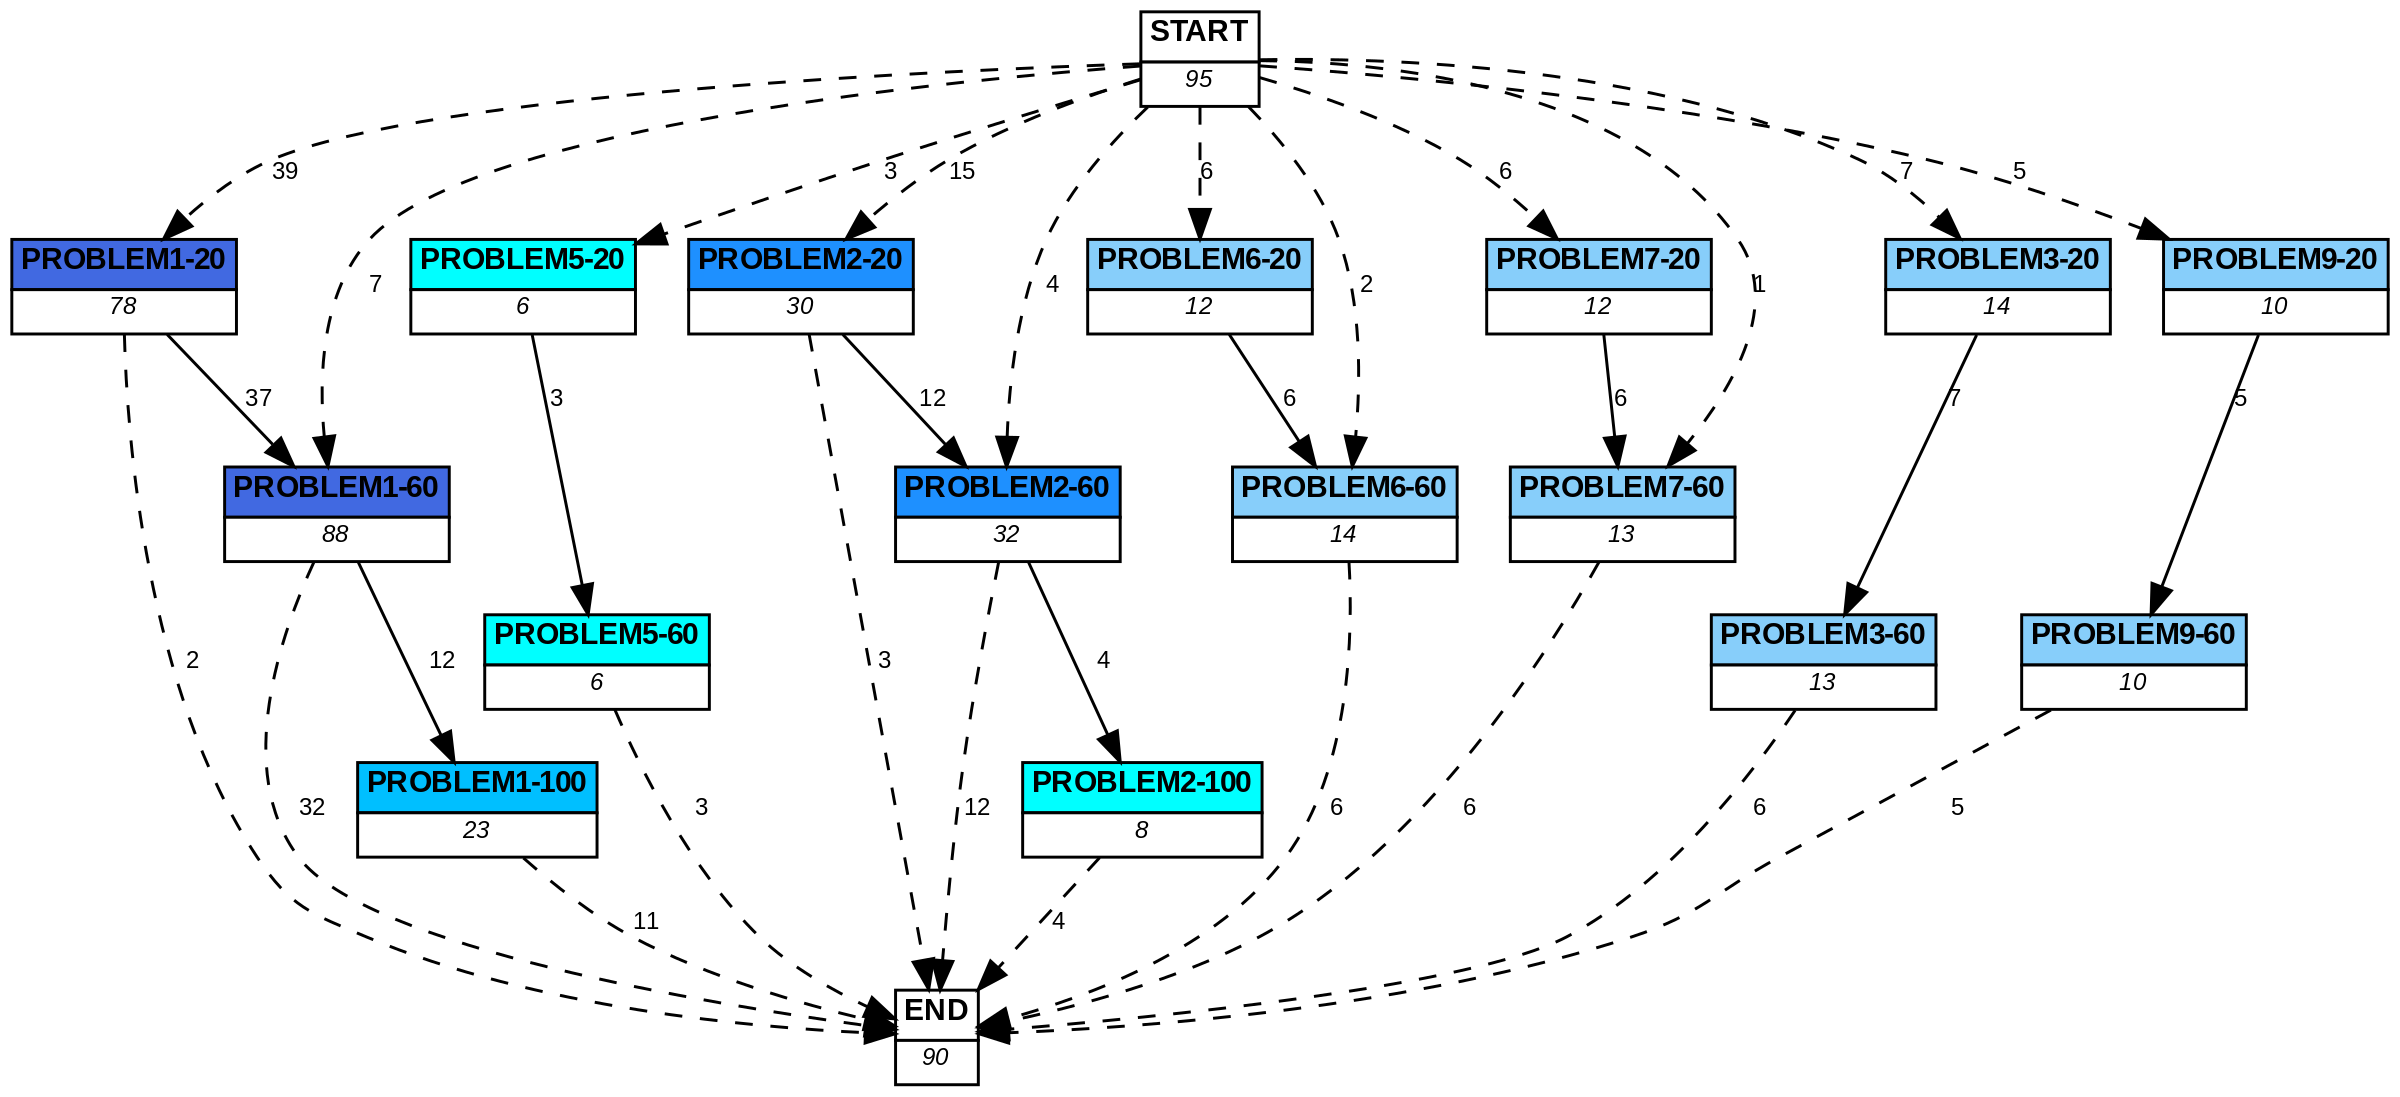 START
95
39
3
15
6
6
7
5
PROBLEM1-20
78
7
PROBLEM5-20
6
PROBLEM2-20
30
4
PROBLEM6-20
12
2
PROBLEM7-20
12
1
PROBLEM3-20
14
PROBLEM9-20
10
37
3
12
6
6
7
5
PROBLEM1-60
88
PROBLEM2-60
32
PROBLEM6-60
14
PROBLEM7-60
13
2
12
PROBLEM5-60
6
3
4
PROBLEM3-60
13
PROBLEM9-60
10
32
PROBLEM1-100
23
3
12
PROBLEM2-100
8
6
6
6
5
11
4
END
90